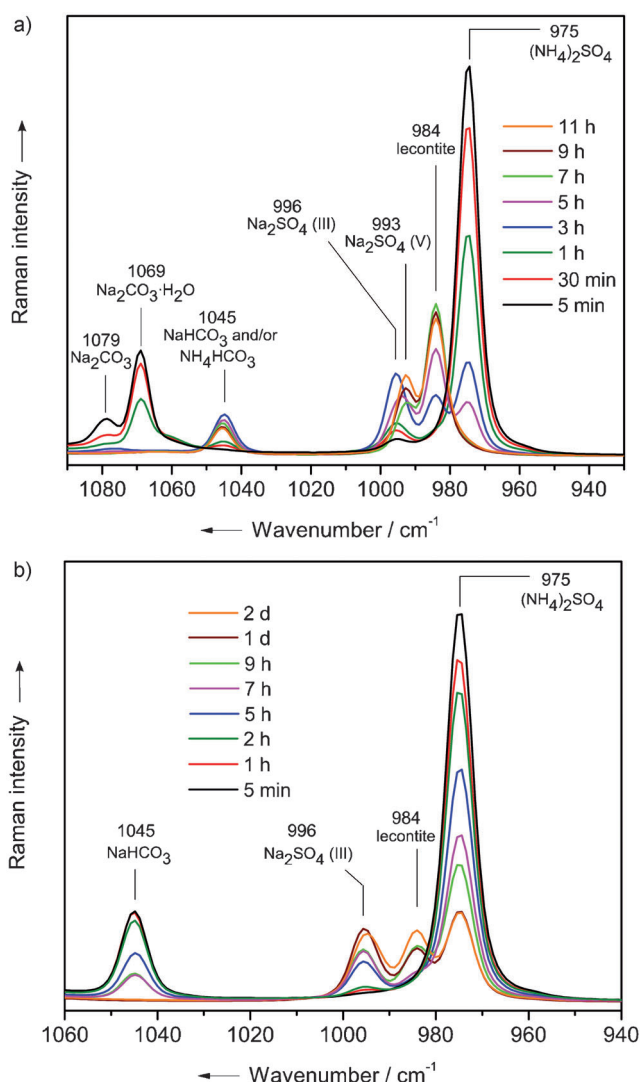 a)
975
(NH₄)₂SO₄
984
lecontite
996
Na₂SO₄ (III)
993
Na₂SO₄ (V)
1069
Na₂CO₃·H₂O
1079
Na₂CO₃
1045
NaHCO₃ and/or
NH₄HCO₃
11 h
9 h
7 h
5 h
3 h
1 h
30 min
5 min
Raman intensity →
1080 1060 1040 1020 1000 980 960 940
← Wavenumber / cm⁻¹
b)
975
(NH₄)₂SO₄
2 d
1 d
9 h
7 h
5 h
2 h
1 h
5 min
1045
NaHCO₃
996
Na₂SO₄ (III)
984
lecontite
Raman intensity →
1060 1040 1020 1000 980 960 940
← Wavenumber / cm⁻¹